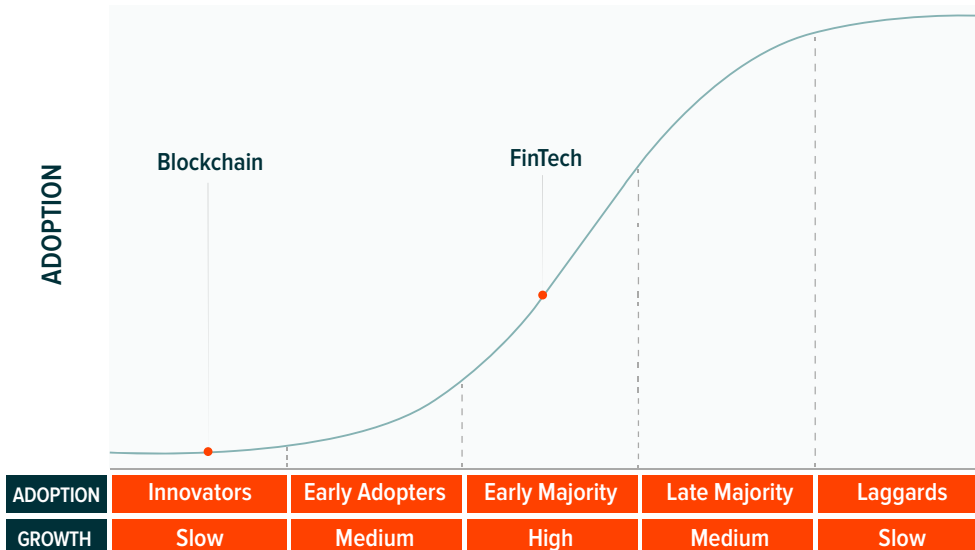 Blockchain
FinTech
ADOPTION
ADOPTION Innovators Early Adopters Early Majority Late Majority Laggards
GROWTH Slow Medium High Medium Slow